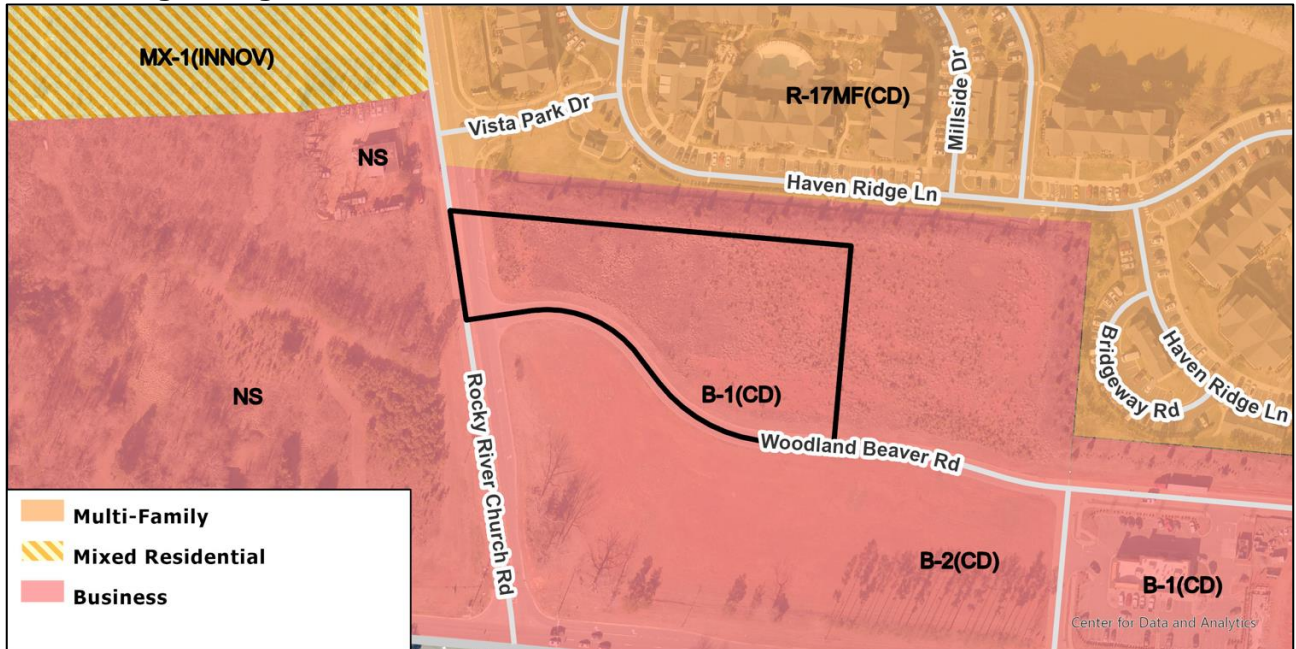 MX-1(INNOV)
R-17MF(CD)
Millside Dr
Vista Park Dr
NS
Haven Ridge Ln
Bridgeway Rd
Haven Ridge Ln
NS
B-1(CD)
Rocky River Church Rd
Woodland Beaver Rd
B-2(CD)
B-1(CD)
Multi-Family
Mixed Residential
Business
Center for Data and Analytics